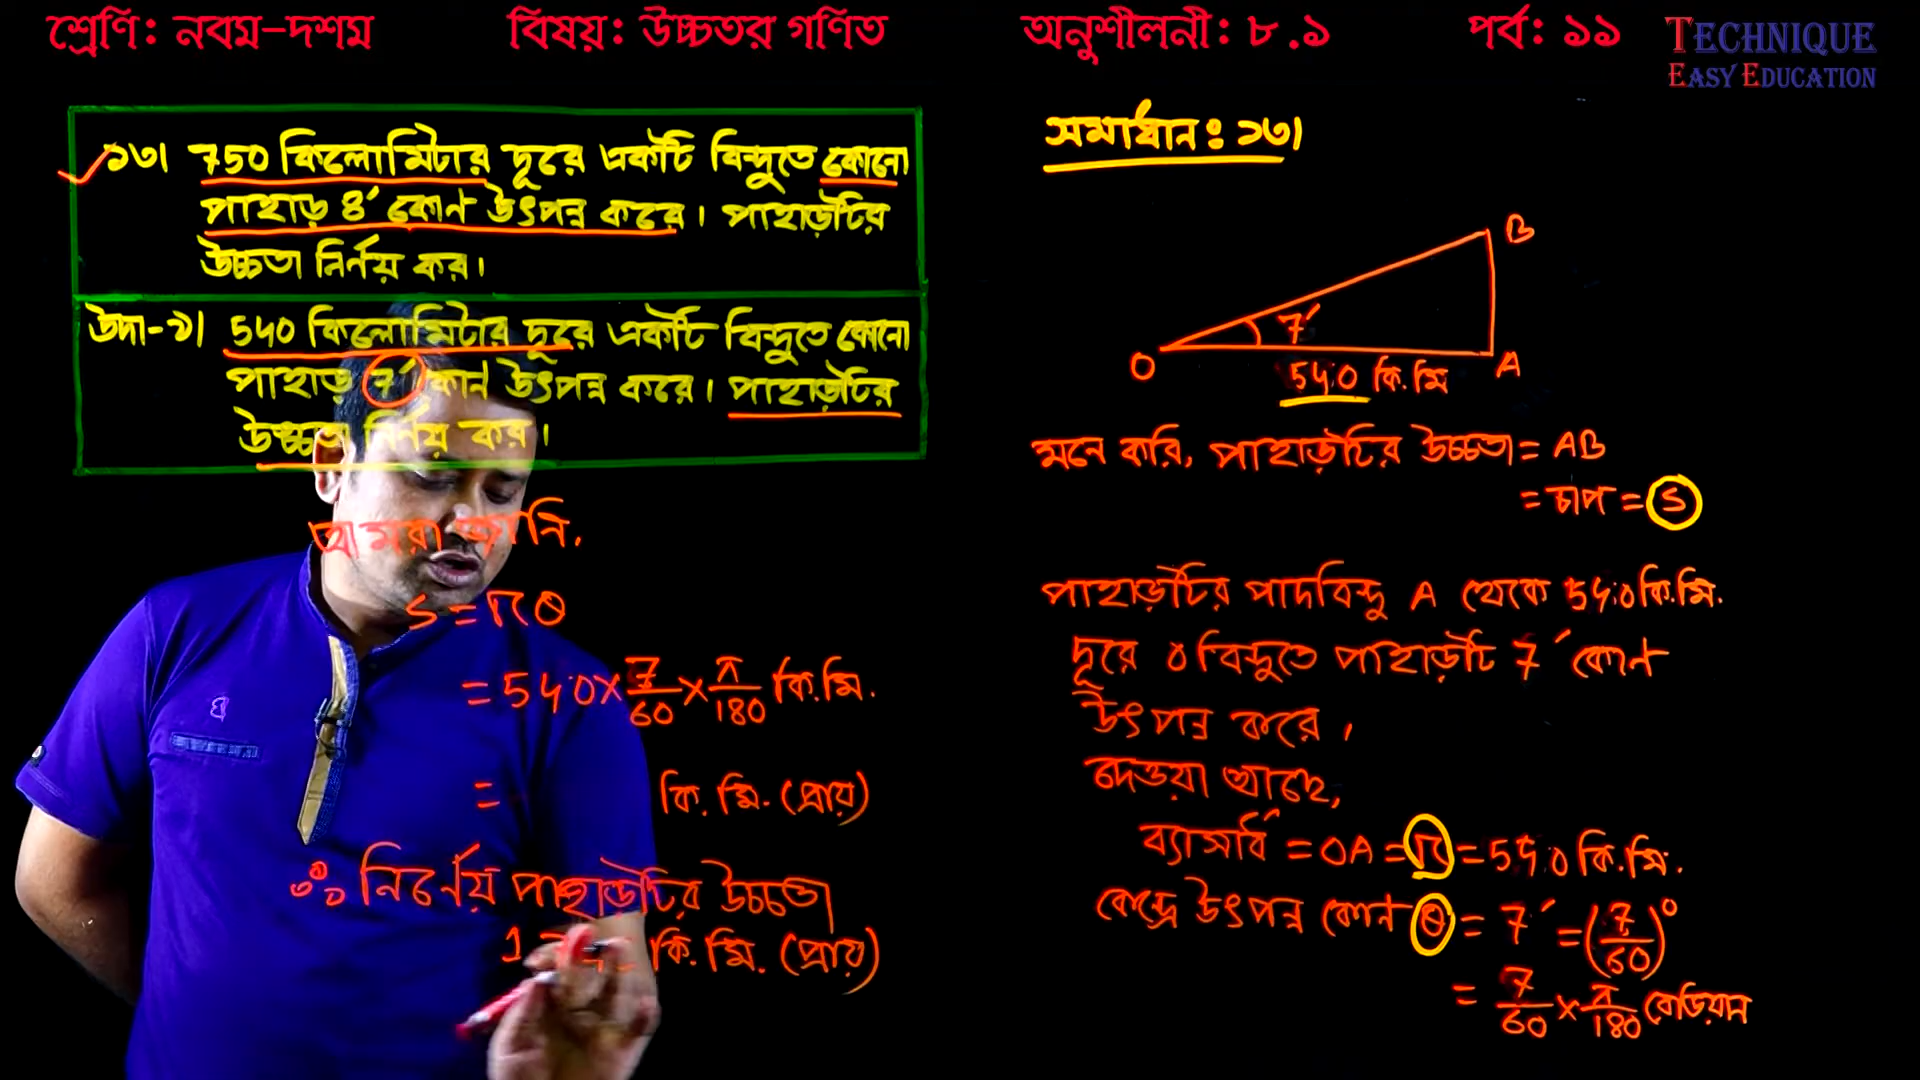 শ্রেণি: নবম-দশম বিষয়: উচ্চতর গণিত অনুশীলনী: ৮.১ পর্ব: ১১
TECHNIQUE
EASY EDUCATION
১৩। 750 কিলোমিটার দূরে একটি বিন্দুতে কোনো
পাহাড় 8′ কোণ উৎপন্ন করে। পাহাড়টির
উচ্চতা নির্ণয় কর।
উদা-৯। 540 কিলোমিটার দূরে একটি বিন্দুতে কোনো
পাহাড় 7′ কোণ উৎপন্ন করে। পাহাড়টির
উচ্চতা নির্ণয় কর।
আমরা জানি,
S = rθ
= 540 × 7/60 × π/180 কি.মি.
= কি.মি. (প্রায়)
∴ নির্ণেয় পাহাড়টির উচ্চতা
কি.মি. (প্রায়)
সমাধান: ১৩।
B
7′
O
A
540 কি.মি
মনে করি, পাহাড়টির উচ্চতা = AB
= চাপ = S
পাহাড়টির পাদবিন্দু A থেকে 540 কি.মি.
দূরে O বিন্দুতে পাহাড়টি 7′ কোণ
উৎপন্ন করে।
দেওয়া আছে,
ব্যাসার্ধ = OA = r = 540 কি.মি.
কেন্দ্রে উৎপন্ন কোণ θ = 7′ = (7/60)°
= 7/60 × π/180 রেডিয়ান